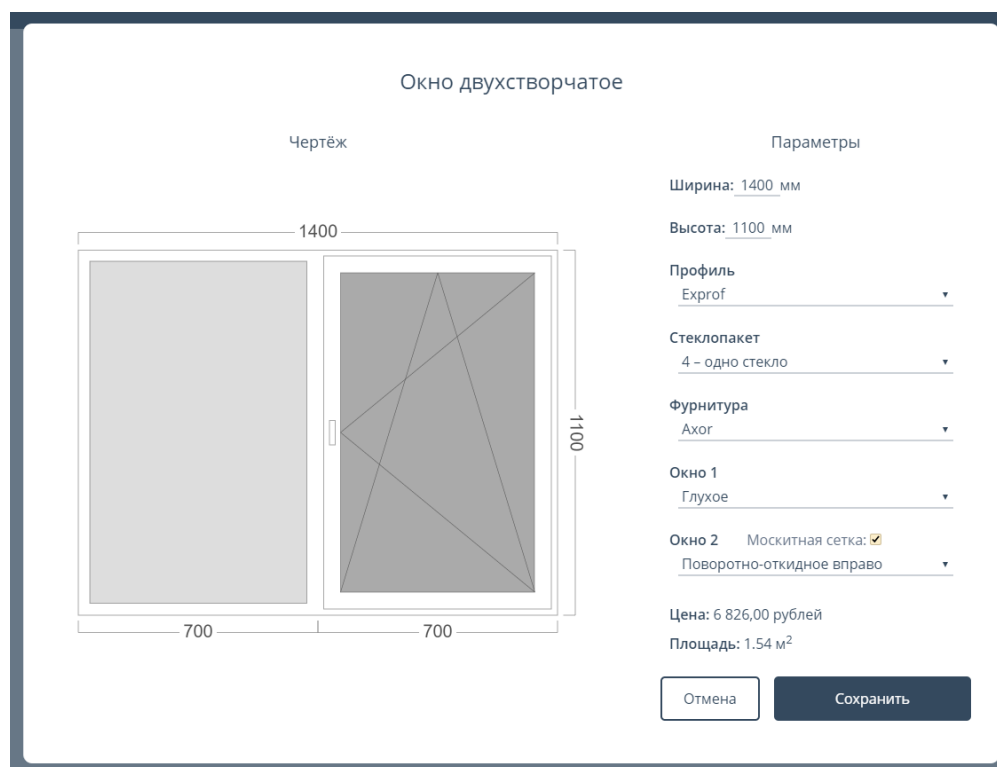 Окно двухстворчатое
Чертёж
1400
1100
700
700
Параметры
Ширина: 1400 мм
Высота: 1100 мм
Профиль
Exprof
Стеклопакет
4 – одно стекло
Фурнитура
Axor
Окно 1
Глухое
Окно 2 Москитная сетка:
Поворотно-откидное вправо
Цена: 6 826,00 рублей
Площадь: 1.54 м²
Отмена
Сохранить